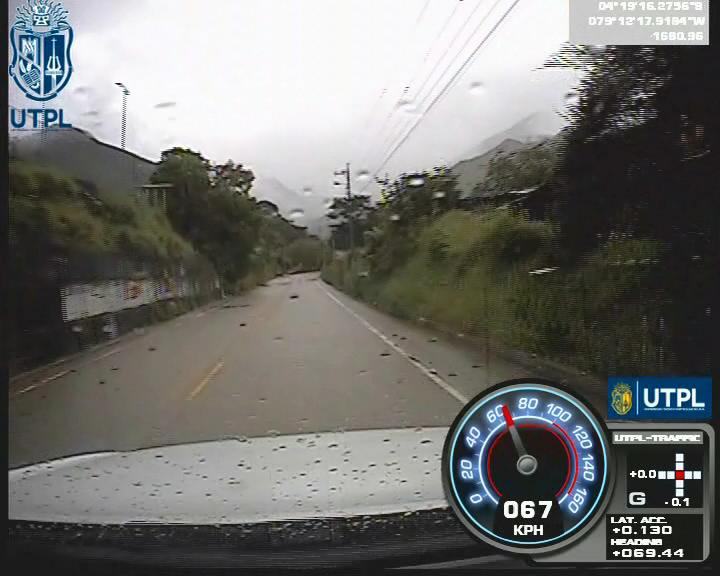 UTPL
04°19'16.2756"S
079°12'17.9184"W
1680.96
0 20 40 60 80 100 120 140 160
067
KPH
UTPL
UTPL-TRAFFIC
+0.0
G -0.1
LAT. ACC.
+0.130
HEADING
+069.44